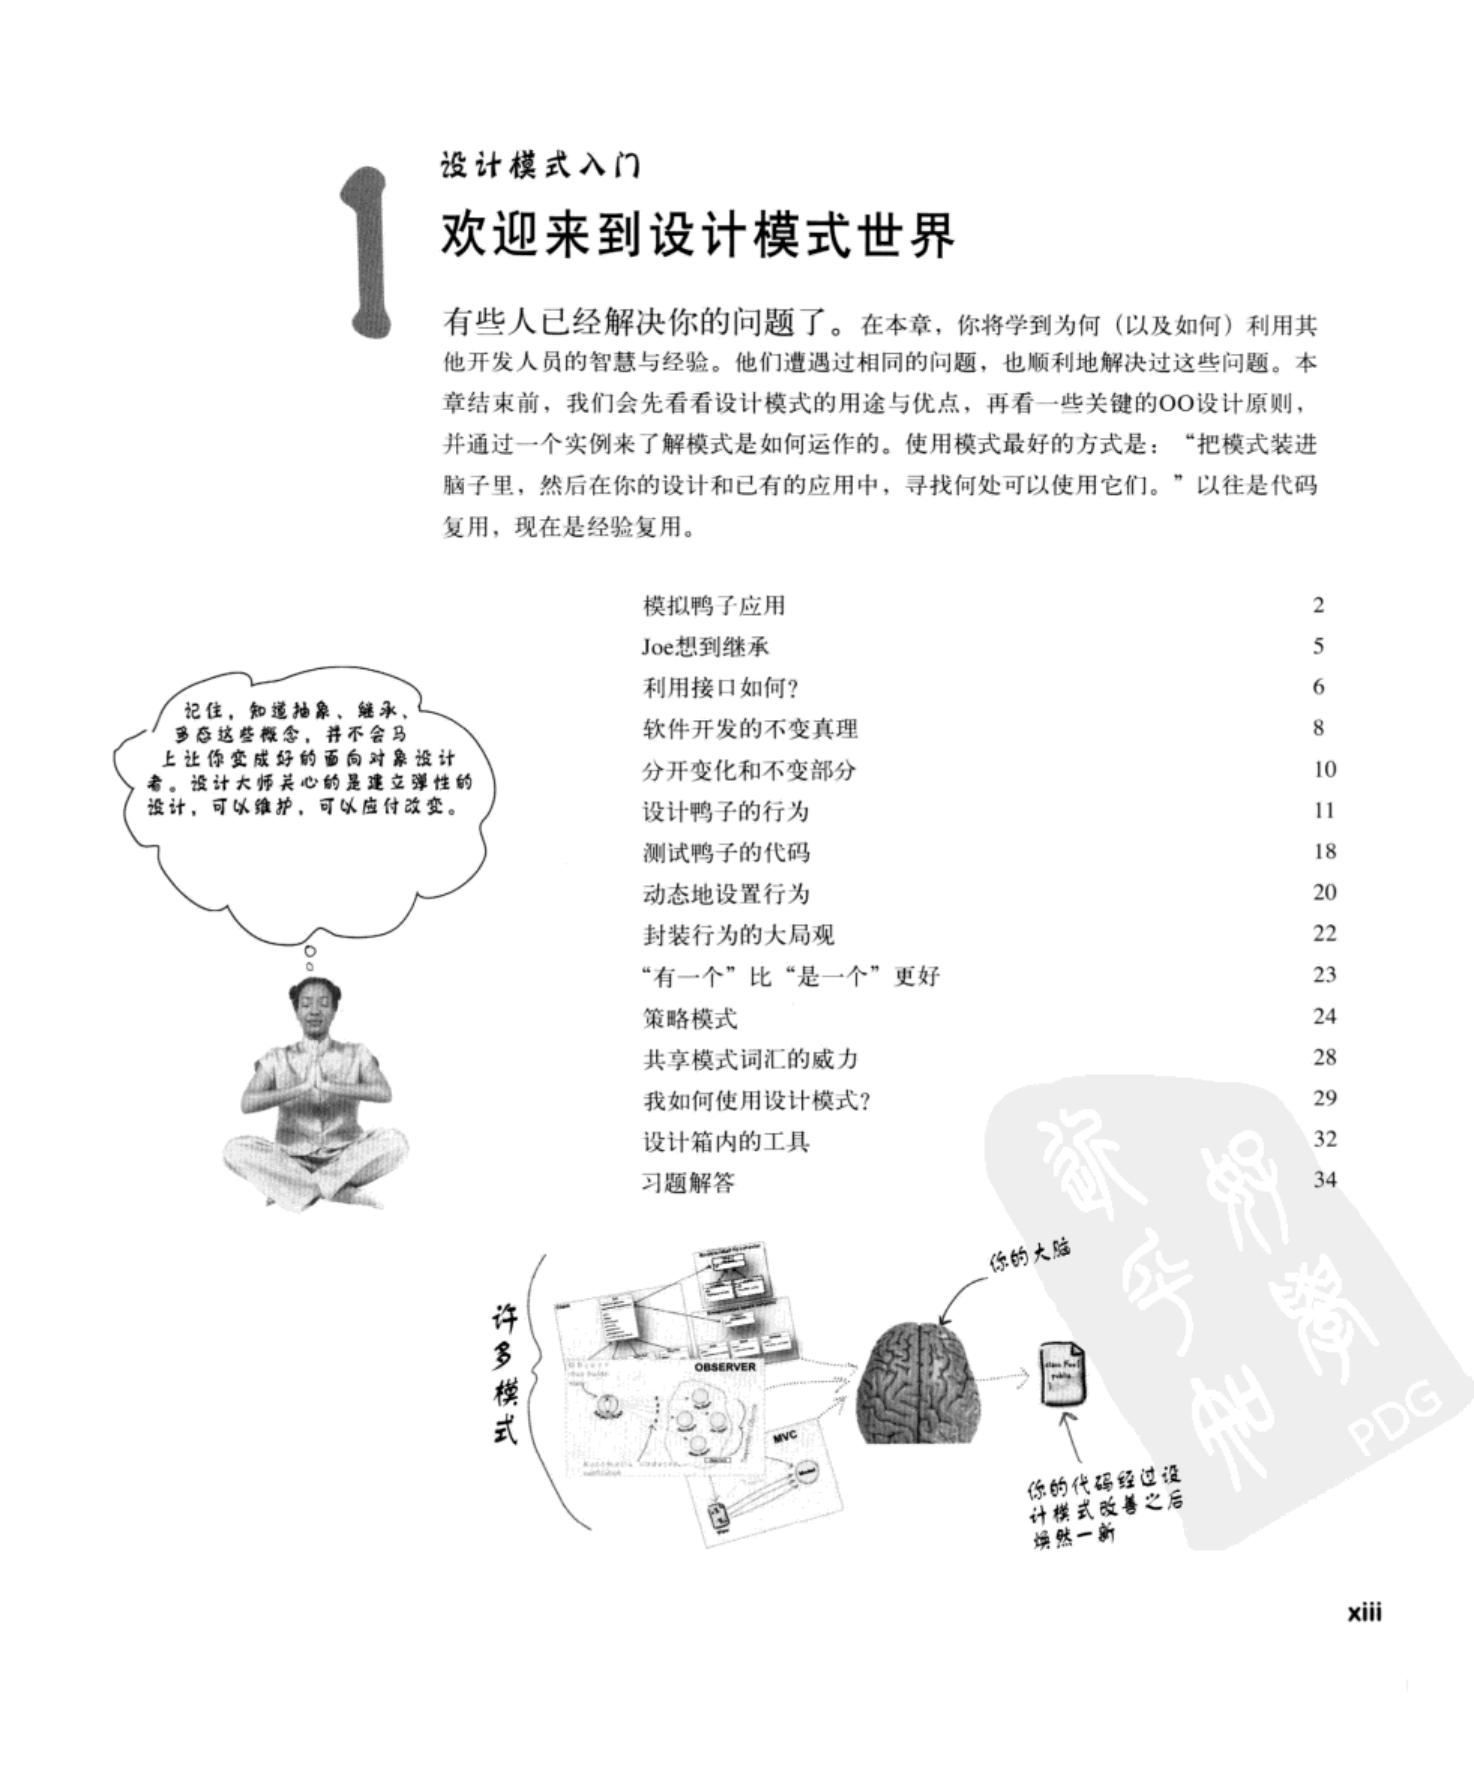 1
设计模式入门
欢迎来到设计模式世界
有些人已经解决你的问题了。在本章，你将学到为何（以及如何）利用其
他开发人员的智慧与经验。他们遭遇过相同的问题，也顺利地解决过这些问题。本
章结束前，我们会先看看设计模式的用途与优点，再看一些关键的OO设计原则，
并通过一个实例来了解模式是如何运作的。使用模式最好的方式是：“把模式装进
脑子里，然后在你的设计和已有的应用中，寻找何处可以使用它们。”以往是代码
复用，现在是经验复用。
模拟鸭子应用 2
Joe想到继承 5
利用接口如何？ 6
软件开发的不变真理 8
分开变化和不变部分 10
设计鸭子的行为 11
测试鸭子的代码 18
动态地设置行为 20
封装行为的大局观 22
“有一个”比“是一个”更好 23
策略模式 24
共享模式词汇的威力 28
我如何使用设计模式？ 29
设计箱内的工具 32
习题解答 34
记住，知道抽象、继承、
多态这些概念，并不会马
上让你变成好的面向对象设计
者。设计大师关心的是建立弹性的
设计，可以维护，可以应付改变。
许多模式
OBSERVER
MVC
你的大脑
你的代码经过设
计模式改善之后
焕然一新
PDG
xiii